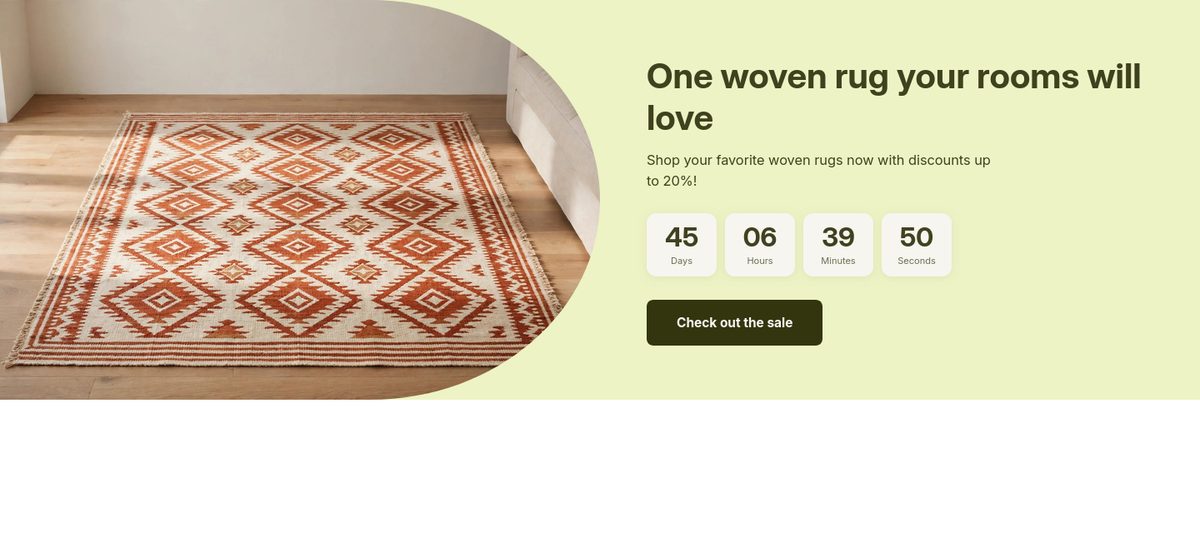 One woven rug your rooms will
love
Shop your favorite woven rugs now with discounts up
to 20%!
45 06 39 50
Days Hours Minutes Seconds
Check out the sale